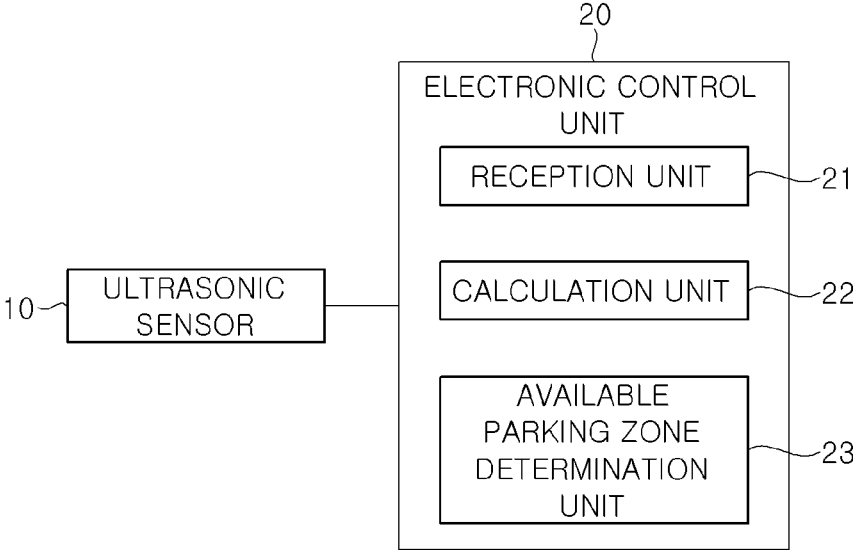 20
ELECTRONIC CONTROL
UNIT
RECEPTION UNIT
21
10
ULTRASONIC
SENSOR
CALCULATION UNIT
22
AVAILABLE
PARKING ZONE
DETERMINATION
UNIT
23